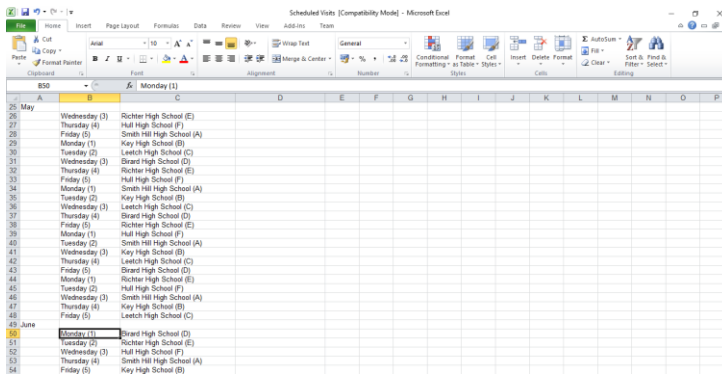 Scheduled Visits [Compatibility Mode] - Microsoft Excel
File Home Insert Page Layout Formulas Data Review View Add-Ins Team
Cut
Copy
Format Painter
Paste
Clipboard
Arial 10
B I U
Font
Wrap Text
Merge & Center
Alignment
General
$ % ,
Number
Conditional Formatting
Format as Table
Cell Styles
Styles
Insert Delete Format
Cells
Σ AutoSum
Fill
Clear
Sort & Filter
Find & Select
Editing
B50 fx Monday (1)
A B C D E F G H I J K L M N O P
25 May
26 Wednesday (3) Richter High School (E)
27 Thursday (4) Hull High School (F)
28 Friday (5) Smith Hill High School (A)
29 Monday (1) Key High School (B)
30 Tuesday (2) Leetch High School (C)
31 Wednesday (3) Birard High School (D)
32 Thursday (4) Richter High School (E)
33 Friday (5) Hull High School (F)
34 Monday (1) Smith Hill High School (A)
35 Tuesday (2) Key High School (B)
36 Wednesday (3) Leetch High School (C)
37 Thursday (4) Birard High School (D)
38 Friday (5) Richter High School (E)
39 Monday (1) Hull High School (F)
40 Tuesday (2) Smith Hill High School (A)
41 Wednesday (3) Key High School (B)
42 Thursday (4) Leetch High School (C)
43 Friday (5) Birard High School (D)
44 Monday (1) Richter High School (E)
45 Tuesday (2) Hull High School (F)
46 Wednesday (3) Smith Hill High School (A)
47 Thursday (4) Key High School (B)
48 Friday (5) Leetch High School (C)
49 June
50 Monday (1) Birard High School (D)
51 Tuesday (2) Richter High School (E)
52 Wednesday (3) Hull High School (F)
53 Thursday (4) Smith Hill High School (A)
54 Friday (5) Key High School (B)